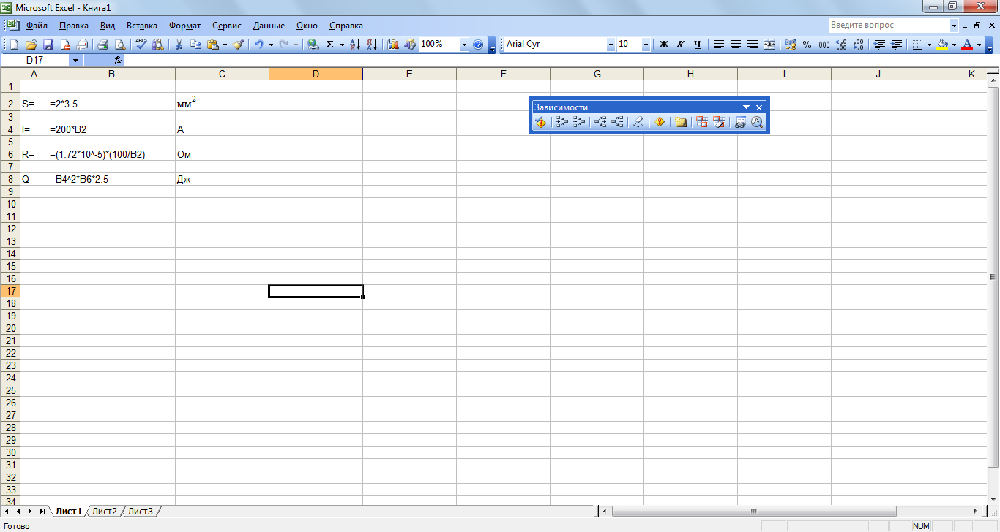 Microsoft Excel - Книга1
Файл Правка Вид Вставка Формат Сервис Данные Окно Справка Введите вопрос
100% Arial Cyr 10 Ж К Ч % 000
D17 fx
A B C D E F G H I J K
1
2 S= =2*3.5 мм²
Зависимости
3
4 I= =200*B2 А
5
6 R= =(1.72*10^-5)*(100/B2) Ом
7
8 Q= =B4^2*B6*2.5 Дж
9
10
11
12
13
14
15
16
17
18
19
20
21
22
23
24
25
26
27
28
29
30
31
32
33
34
Лист1 Лист2 Лист3
Готово NUM